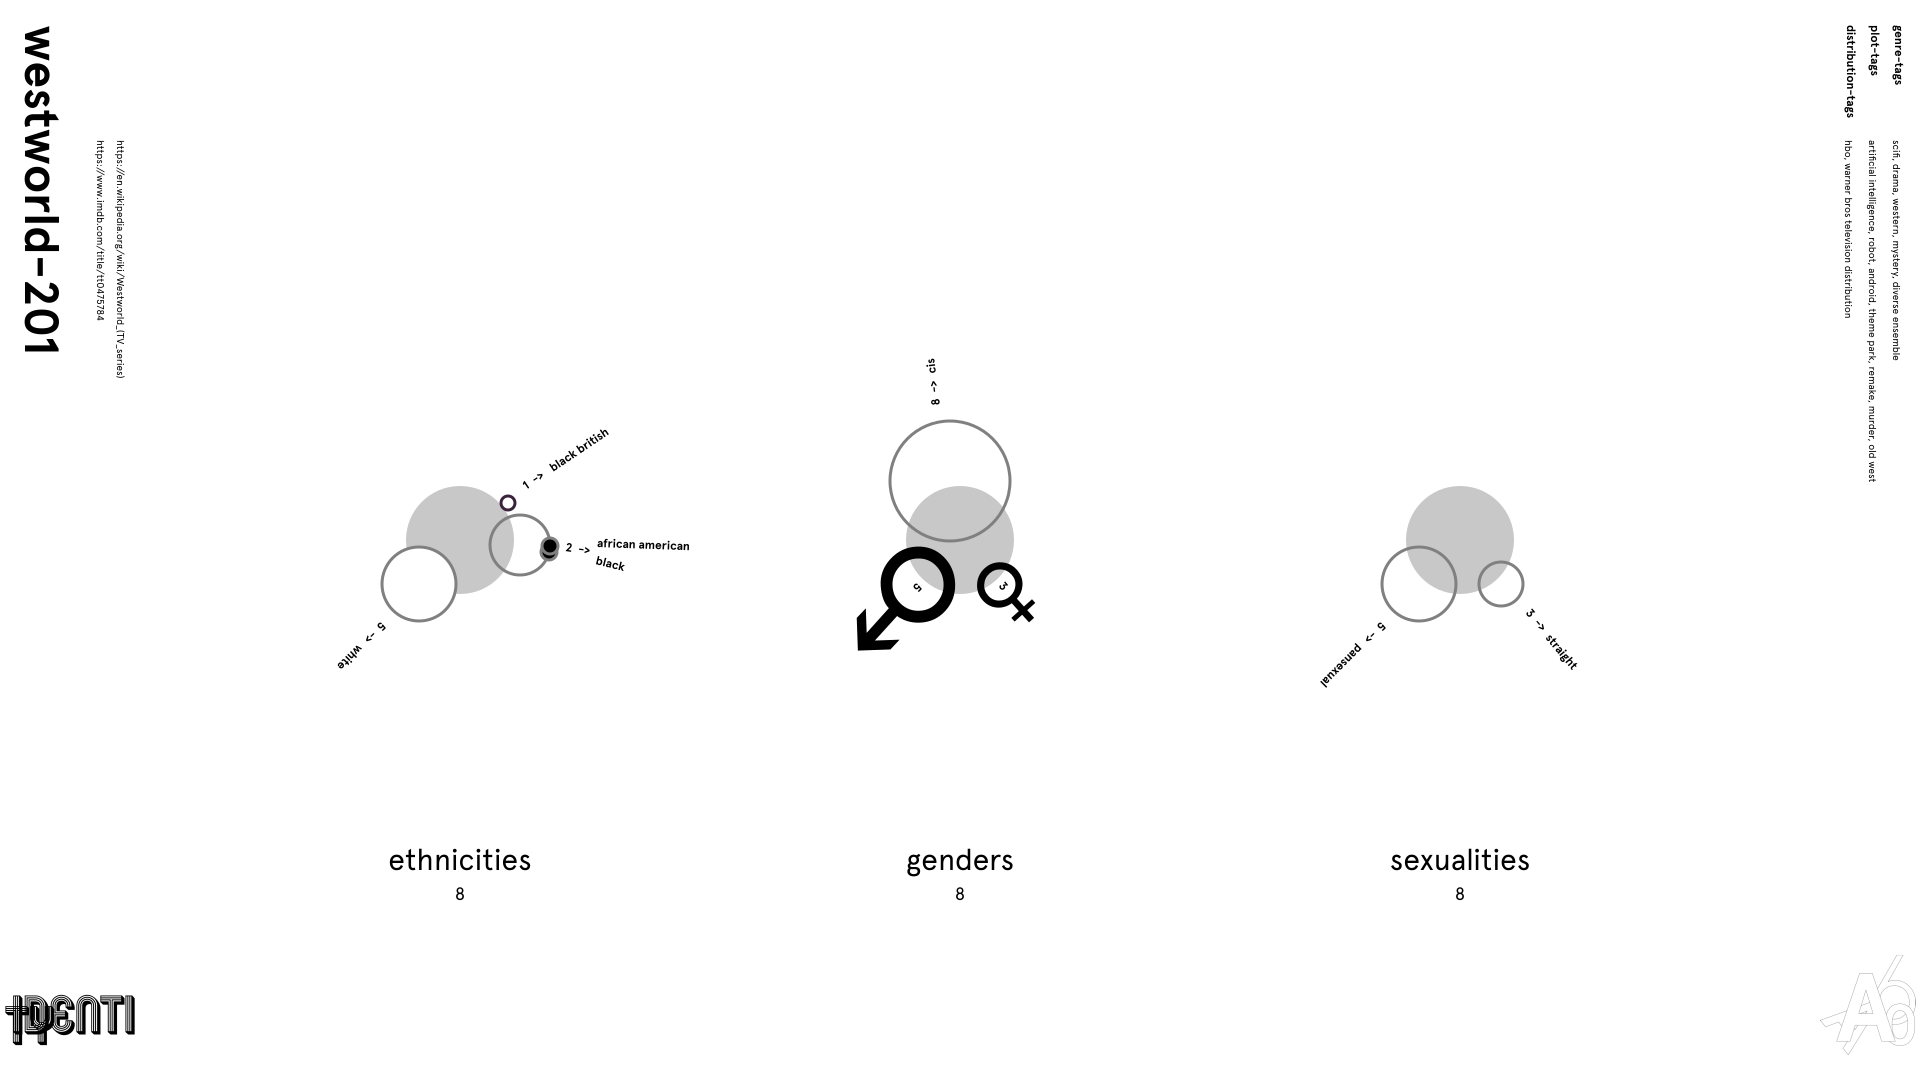 westworld-201
https://en.wikipedia.org/wiki/Westworld_(TV_series)
https://www.imdb.com/title/tt0475784
genre-tags
scifi, drama, western, mystery, diverse ensemble
plot-tags
artificial intelligence, robot, android, theme park, remake, murder, old west
distribution-tags
hbo, warner bros television distribution
1 -> black british
2 -> african american
black
5 -> white
ethnicities
8
8 -> cis
5
3
genders
8
5 -> pansexual
3 -> straight
sexualities
8
IDENTI